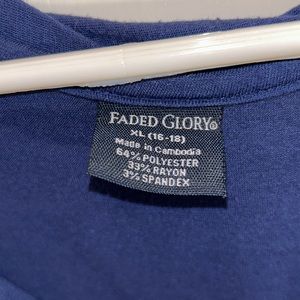 FADED GLORY®
XL (16-18)
Made in Cambodia
64% POLYESTER
33% RAYON
3% SPANDEX